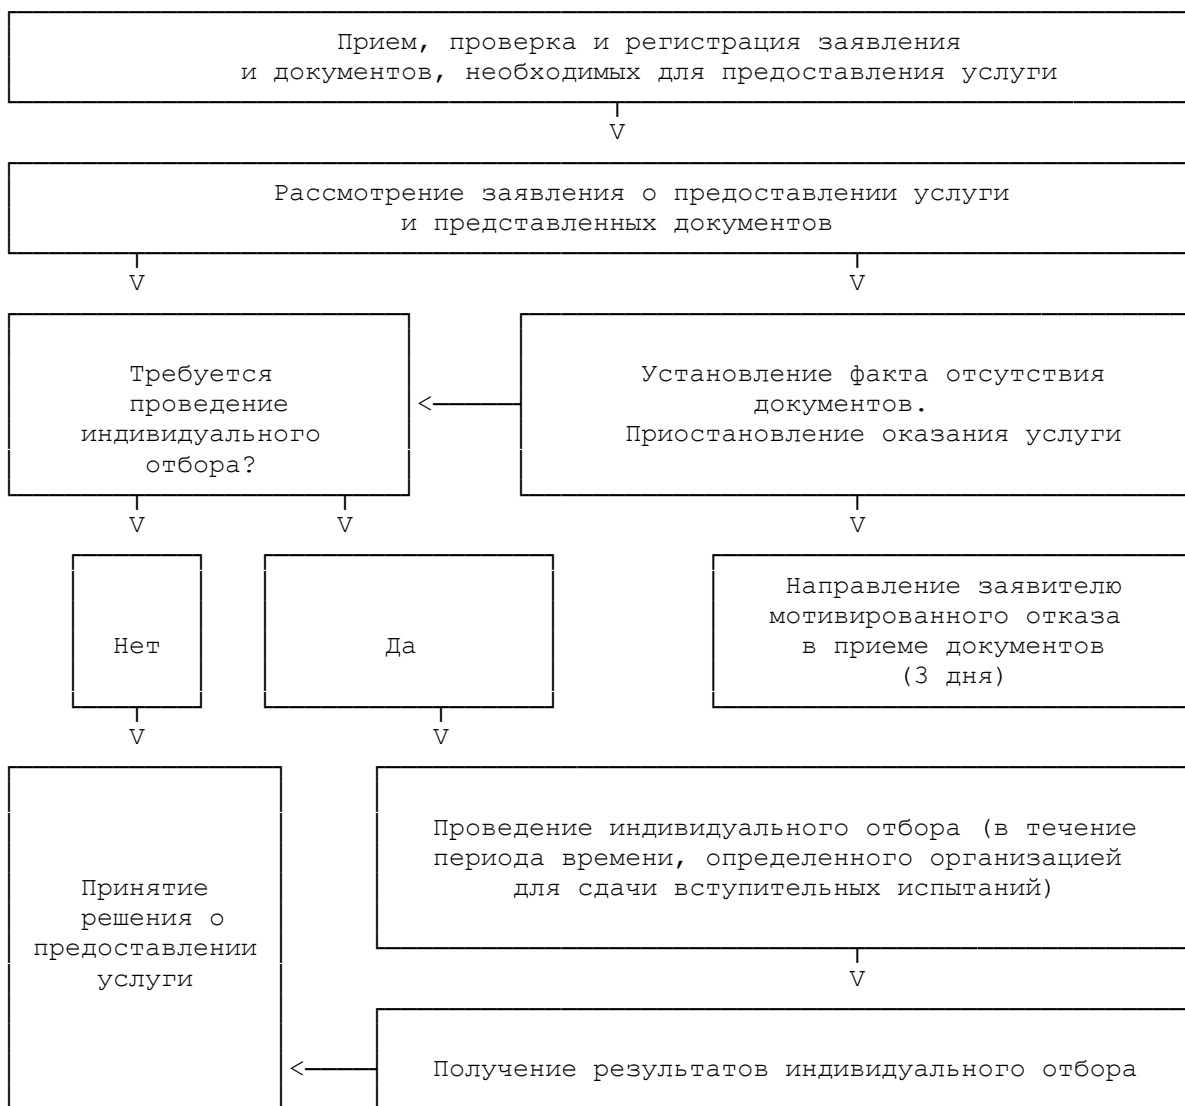 Прием, проверка и регистрация заявления
и документов, необходимых для предоставления услуги
V
Рассмотрение заявления о предоставлении услуги
и представленных документов
V
V
Требуется
проведение
индивидуального
отбора?
<
Установление факта отсутствия
документов.
Приостановление оказания услуги
V
V
V
Нет
Да
Направление заявителю
мотивированного отказа
в приеме документов
(3 дня)
V
V
Принятие
решения о
предоставлении
услуги
Проведение индивидуального отбора (в течение
периода времени, определенного организацией
для сдачи вступительных испытаний)
V
<
Получение результатов индивидуального отбора